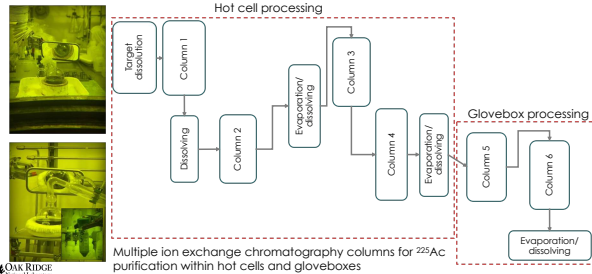 Hot cell processing
Target
dissolution
Column 1
Dissolving
Column 2
Evaporation/
dissolving
Column 3
Column 4
Evaporation/
dissolving
Glovebox processing
Column 5
Column 6
Evaporation/
dissolving
Multiple ion exchange chromatography columns for ²²⁵Ac
purification within hot cells and gloveboxes
OAK RIDGE